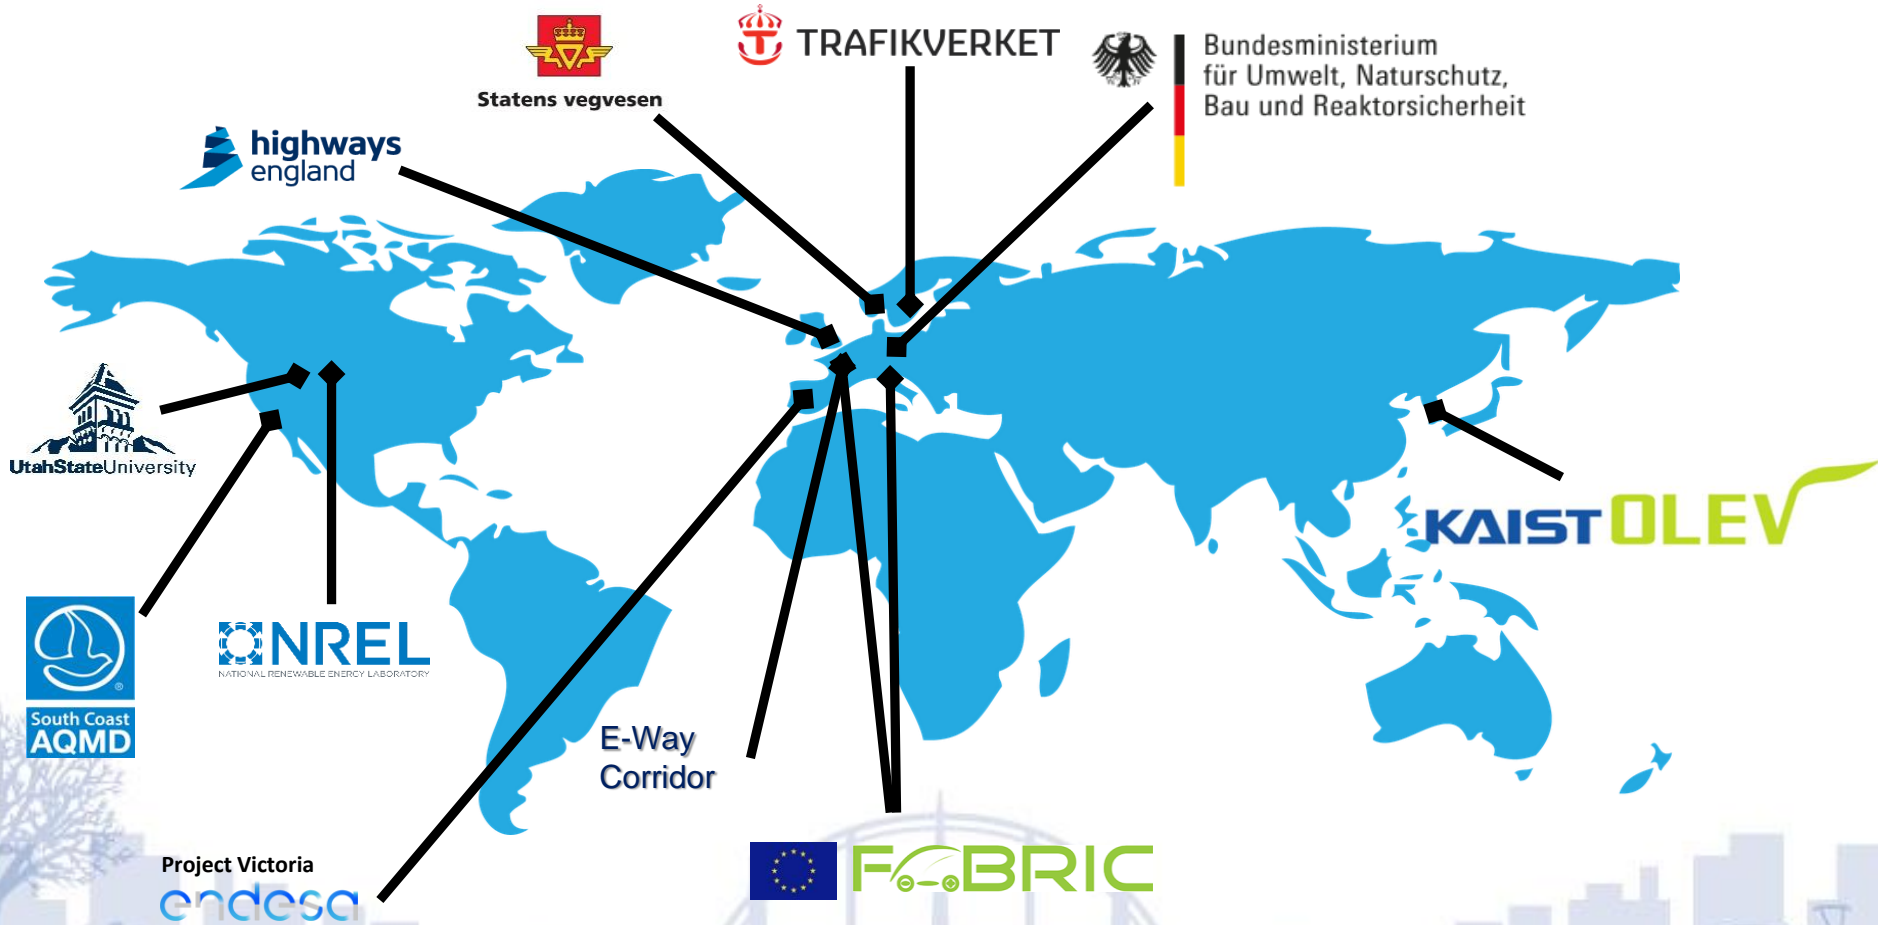 TRAFIKVERKET
Statens vegvesen
Bundesministerium
für Umwelt, Naturschutz,
Bau und Reaktorsicherheit
highways
england
UtahStateUniversity
KAIST OLEV
South Coast
AQMD
®
NREL
NATIONAL RENEWABLE ENERGY LABORATORY
E-Way
Corridor
Project Victoria
endesa
FABRIC